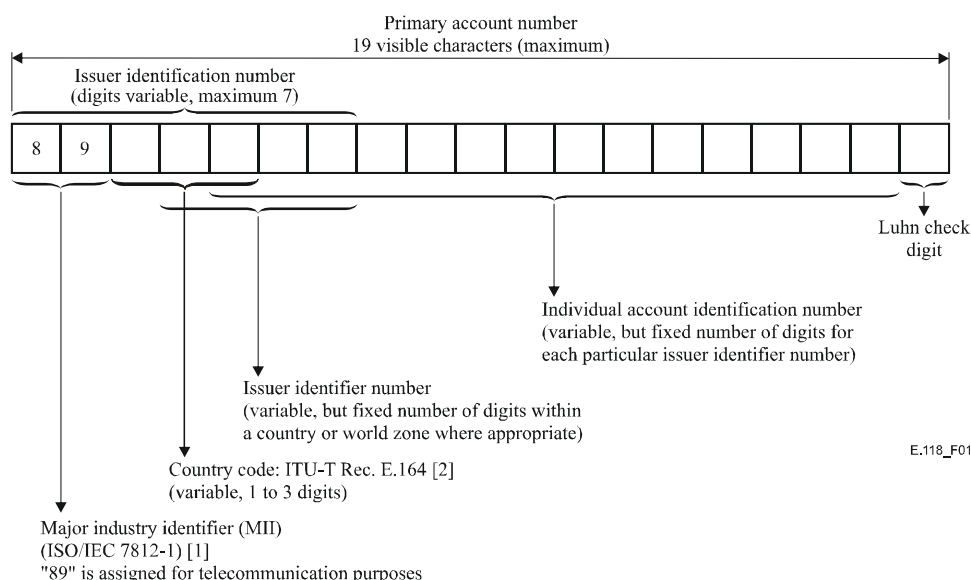 Primary account number
19 visible characters (maximum)
Issuer identification number
(digits variable, maximum 7)
8 9
Luhn check
digit
Individual account identification number
(variable, but fixed number of digits for
each particular issuer identifier number)
Issuer identifier number
(variable, but fixed number of digits within
a country or world zone where appropriate)
E.118_F01
Country code: ITU-T Rec. E.164 [2]
(variable, 1 to 3 digits)
Major industry identifier (MII)
(ISO/IEC 7812-1) [1]
"89" is assigned for telecommunication purposes